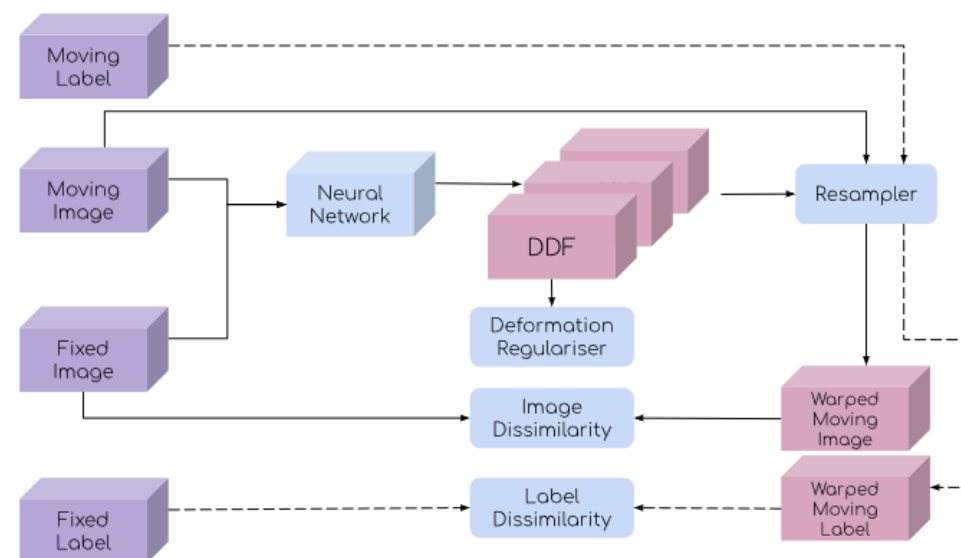 Moving
Label
Moving
Image
Neural
Network
Resampler
DDF
Deformation
Regulariser
Fixed
Image
Image
Dissimilarity
Warped
Moving
Image
Fixed
Label
Label
Dissimilarity
Warped
Moving
Label